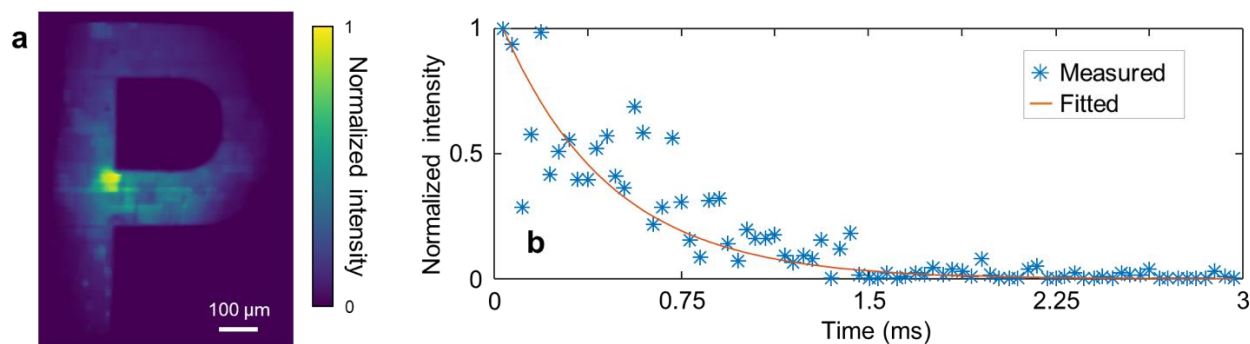 a
1
Normalized intensity
0
100 µm
b
Normalized intensity
1
0.5
0
0
0.75
1.5
2.25
3
Time (ms)
Measured
Fitted